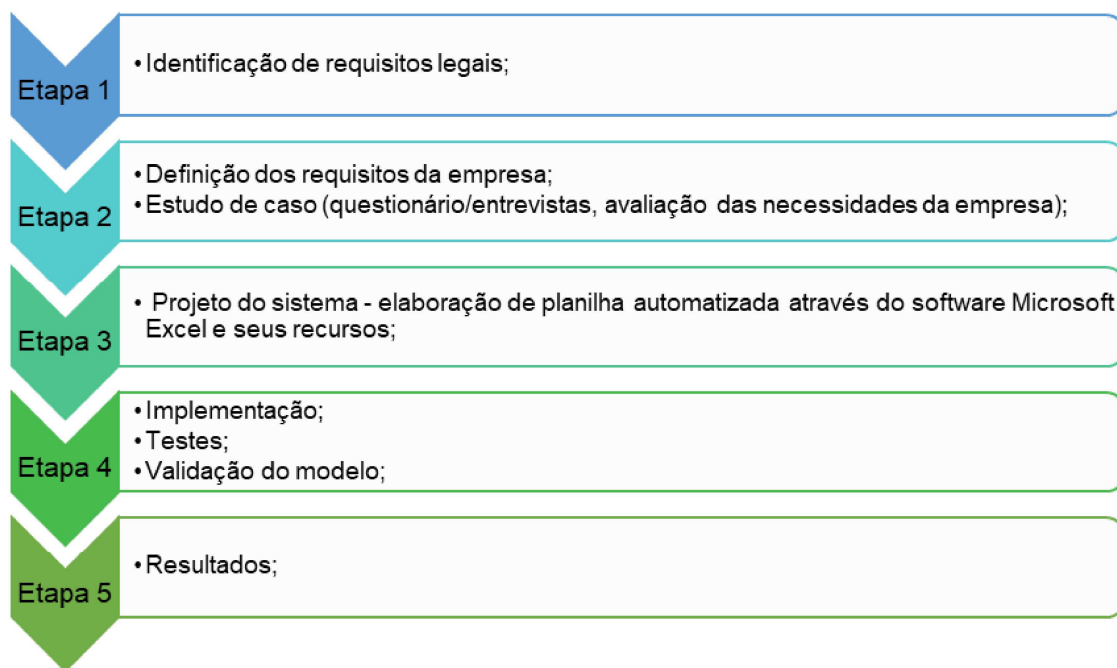 Etapa 1
• Identificação de requisitos legais;
Etapa 2
• Definição dos requisitos da empresa;
• Estudo de caso (questionário/entrevistas, avaliação das necessidades da empresa);
Etapa 3
• Projeto do sistema - elaboração de planilha automatizada através do software Microsoft
Excel e seus recursos;
Etapa 4
• Implementação;
• Testes;
• Validação do modelo;
Etapa 5
• Resultados;